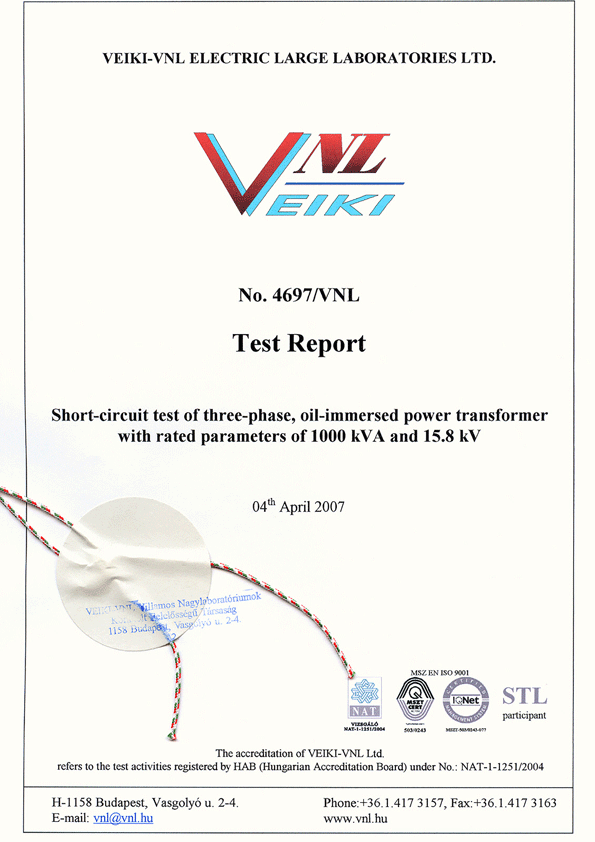 VEIKI-VNL ELECTRIC LARGE LABORATORIES LTD.
VNL
VEIKI
No. 4697/VNL
Test Report
Short-circuit test of three-phase, oil-immersed power transformer
with rated parameters of 1000 kVA and 15.8 kV
04th April 2007
VEIKI-VNL Villamos Nagylaboratóriumok
Felelősségű Társaság
1158 Budapest, Vasgolyó u. 2-4.
MSZ EN ISO 9001
NAT
VIZSGÁLÓ
NAT-1-1251/2004
Q
MSZT
CERT
503/0243
CERTIFIED
IQNet
MANAGEMENT SYSTEM
MSZT-503/0243-077
STL
participant
The accreditation of VEIKI-VNL Ltd.
refers to the test activities registered by HAB (Hungarian Accreditation Board) under No.: NAT-1-1251/2004
H-1158 Budapest, Vasgolyó u. 2-4.
Phone:+36.1.417 3157, Fax:+36.1.417 3163
E-mail: vnl@vnl.hu
www.vnl.hu